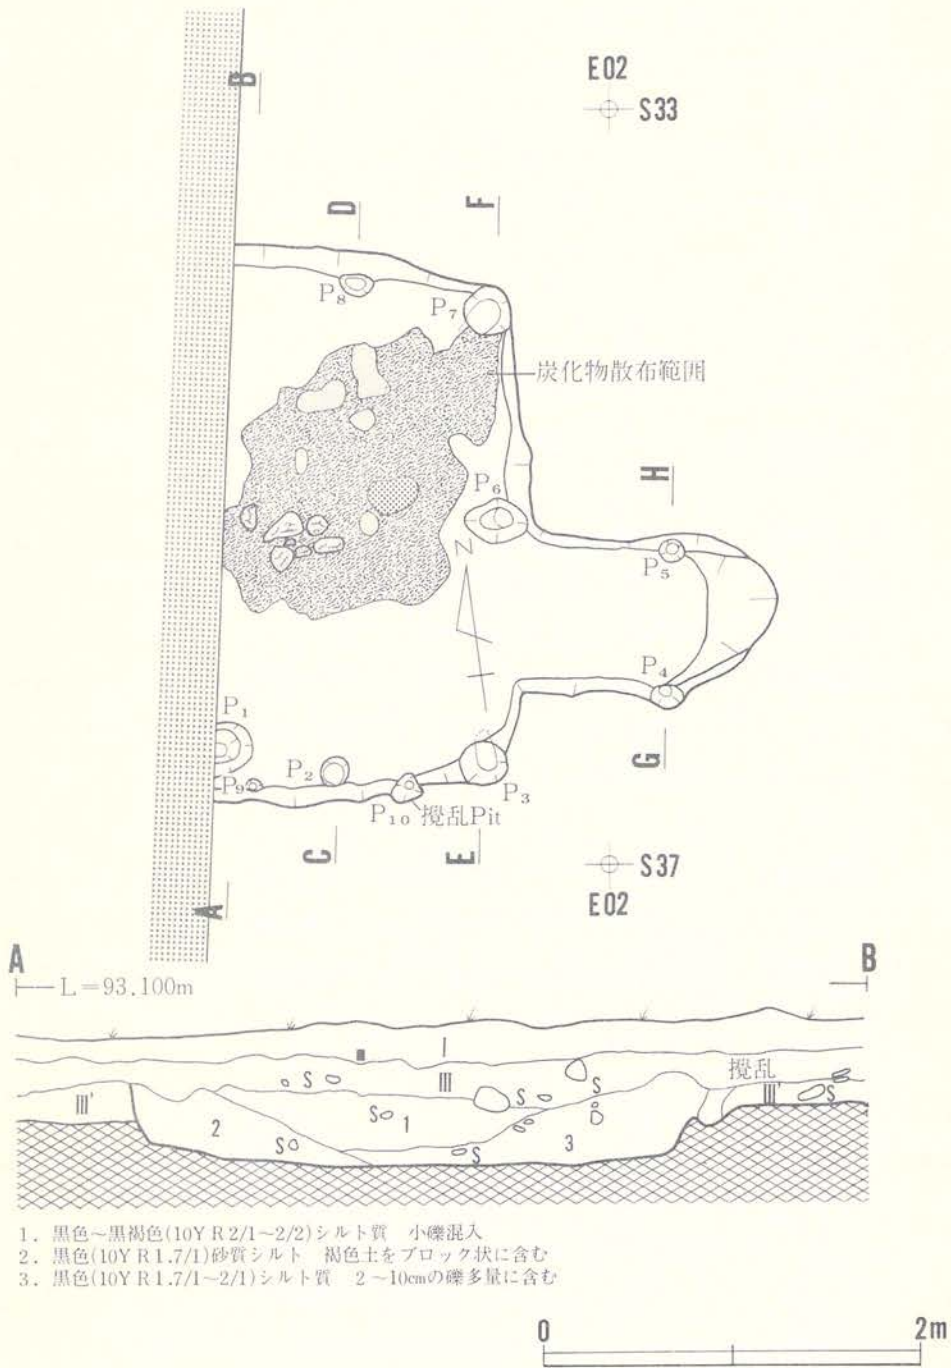 B
E02
S33
D
F
P₈
P₇
炭化物散布範囲
H
P₆
N
P₅
P₄
P₁
G
P₂
P₉
P₃
P₁₀ 攪乱Pit
C
E
S37
A
E02
A
B
L=93.100m
I
III
攪乱
S
S
S
III'
III'
S
S
1
2
3
S
S
1. 黒色~黒褐色(10YR2/1~2/2)シルト質 小礫混入
2. 黒色(10YR1.7/1)砂質シルト 褐色土をブロック状に含む
3. 黒色(10YR1.7/1~2/1)シルト質 2~10cmの礫多量に含む
0
2m